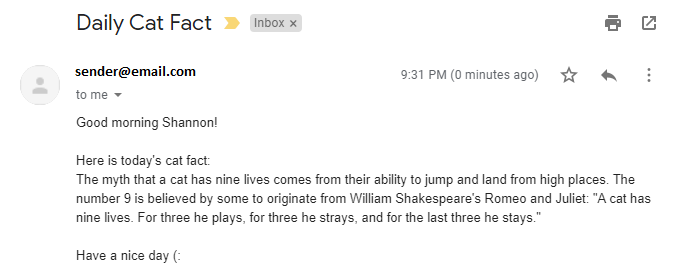 Daily Cat Fact Inbox ×
sender@email.com 9:31 PM (0 minutes ago)
to me
Good morning Shannon!
Here is today's cat fact:
The myth that a cat has nine lives comes from their ability to jump and land from high places. The
number 9 is believed by some to originate from William Shakespeare's Romeo and Juliet: "A cat has
nine lives. For three he plays, for three he strays, and for the last three he stays."
Have a nice day (: